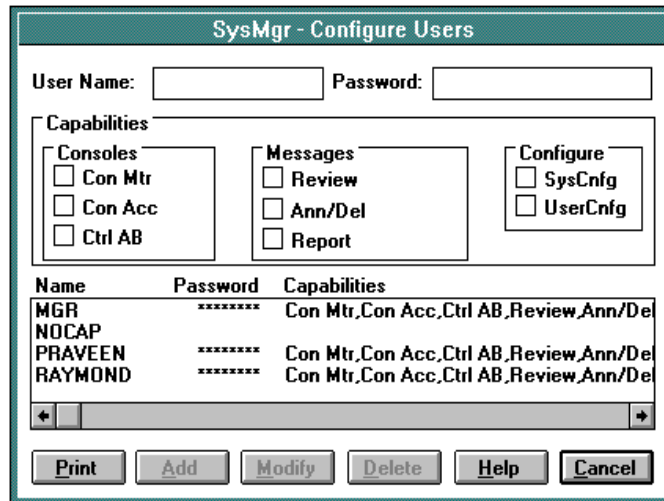 SysMgr - Configure Users
User Name: Password:
Capabilities
Consoles Messages Configure
Con Mtr Review SysCnfg
Con Acc Ann/Del UserCnfg
Ctrl AB Report
Name Password Capabilities
MGR ******** Con Mtr,Con Acc,Ctrl AB,Review,Ann/Del
NOCAP
PRAVEEN ******** Con Mtr,Con Acc,Ctrl AB,Review,Ann/Del
RAYMOND ******** Con Mtr,Con Acc,Ctrl AB,Review,Ann/Del
Print Add Modify Delete Help Cancel